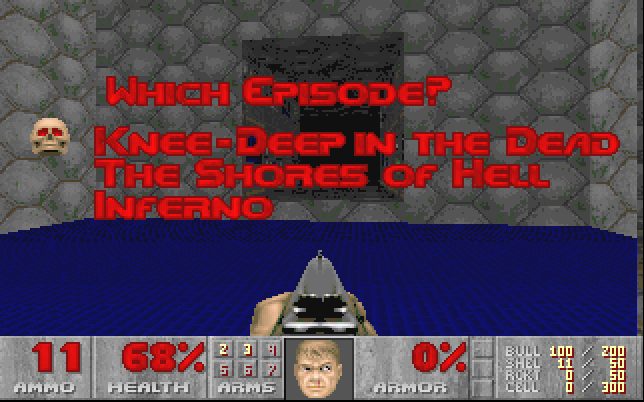 Which Episode?
Knee-Deep in the Dead
The Shores of Hell
Inferno
11 68% 2 3 4 0% BULL 100 / 200
5 6 7 SHEL 11 / 50
RCKT 0 / 50
AMMO HEALTH ARMS ARMOR CELL 0 / 300